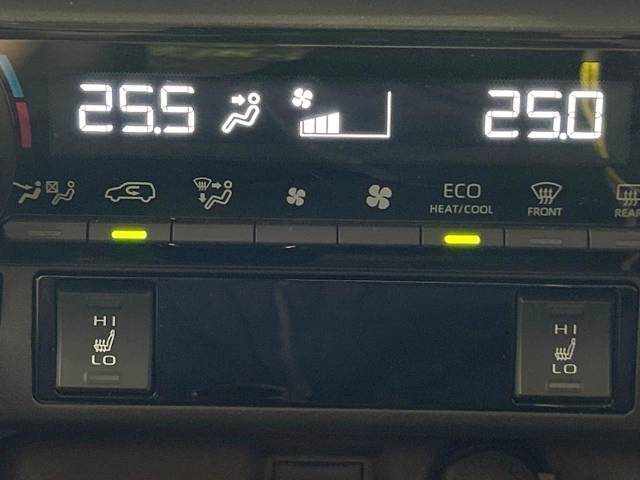 25.5
25.0
ECO
HEAT/COOL
FRONT
REAR
HI
LO
HI
LO